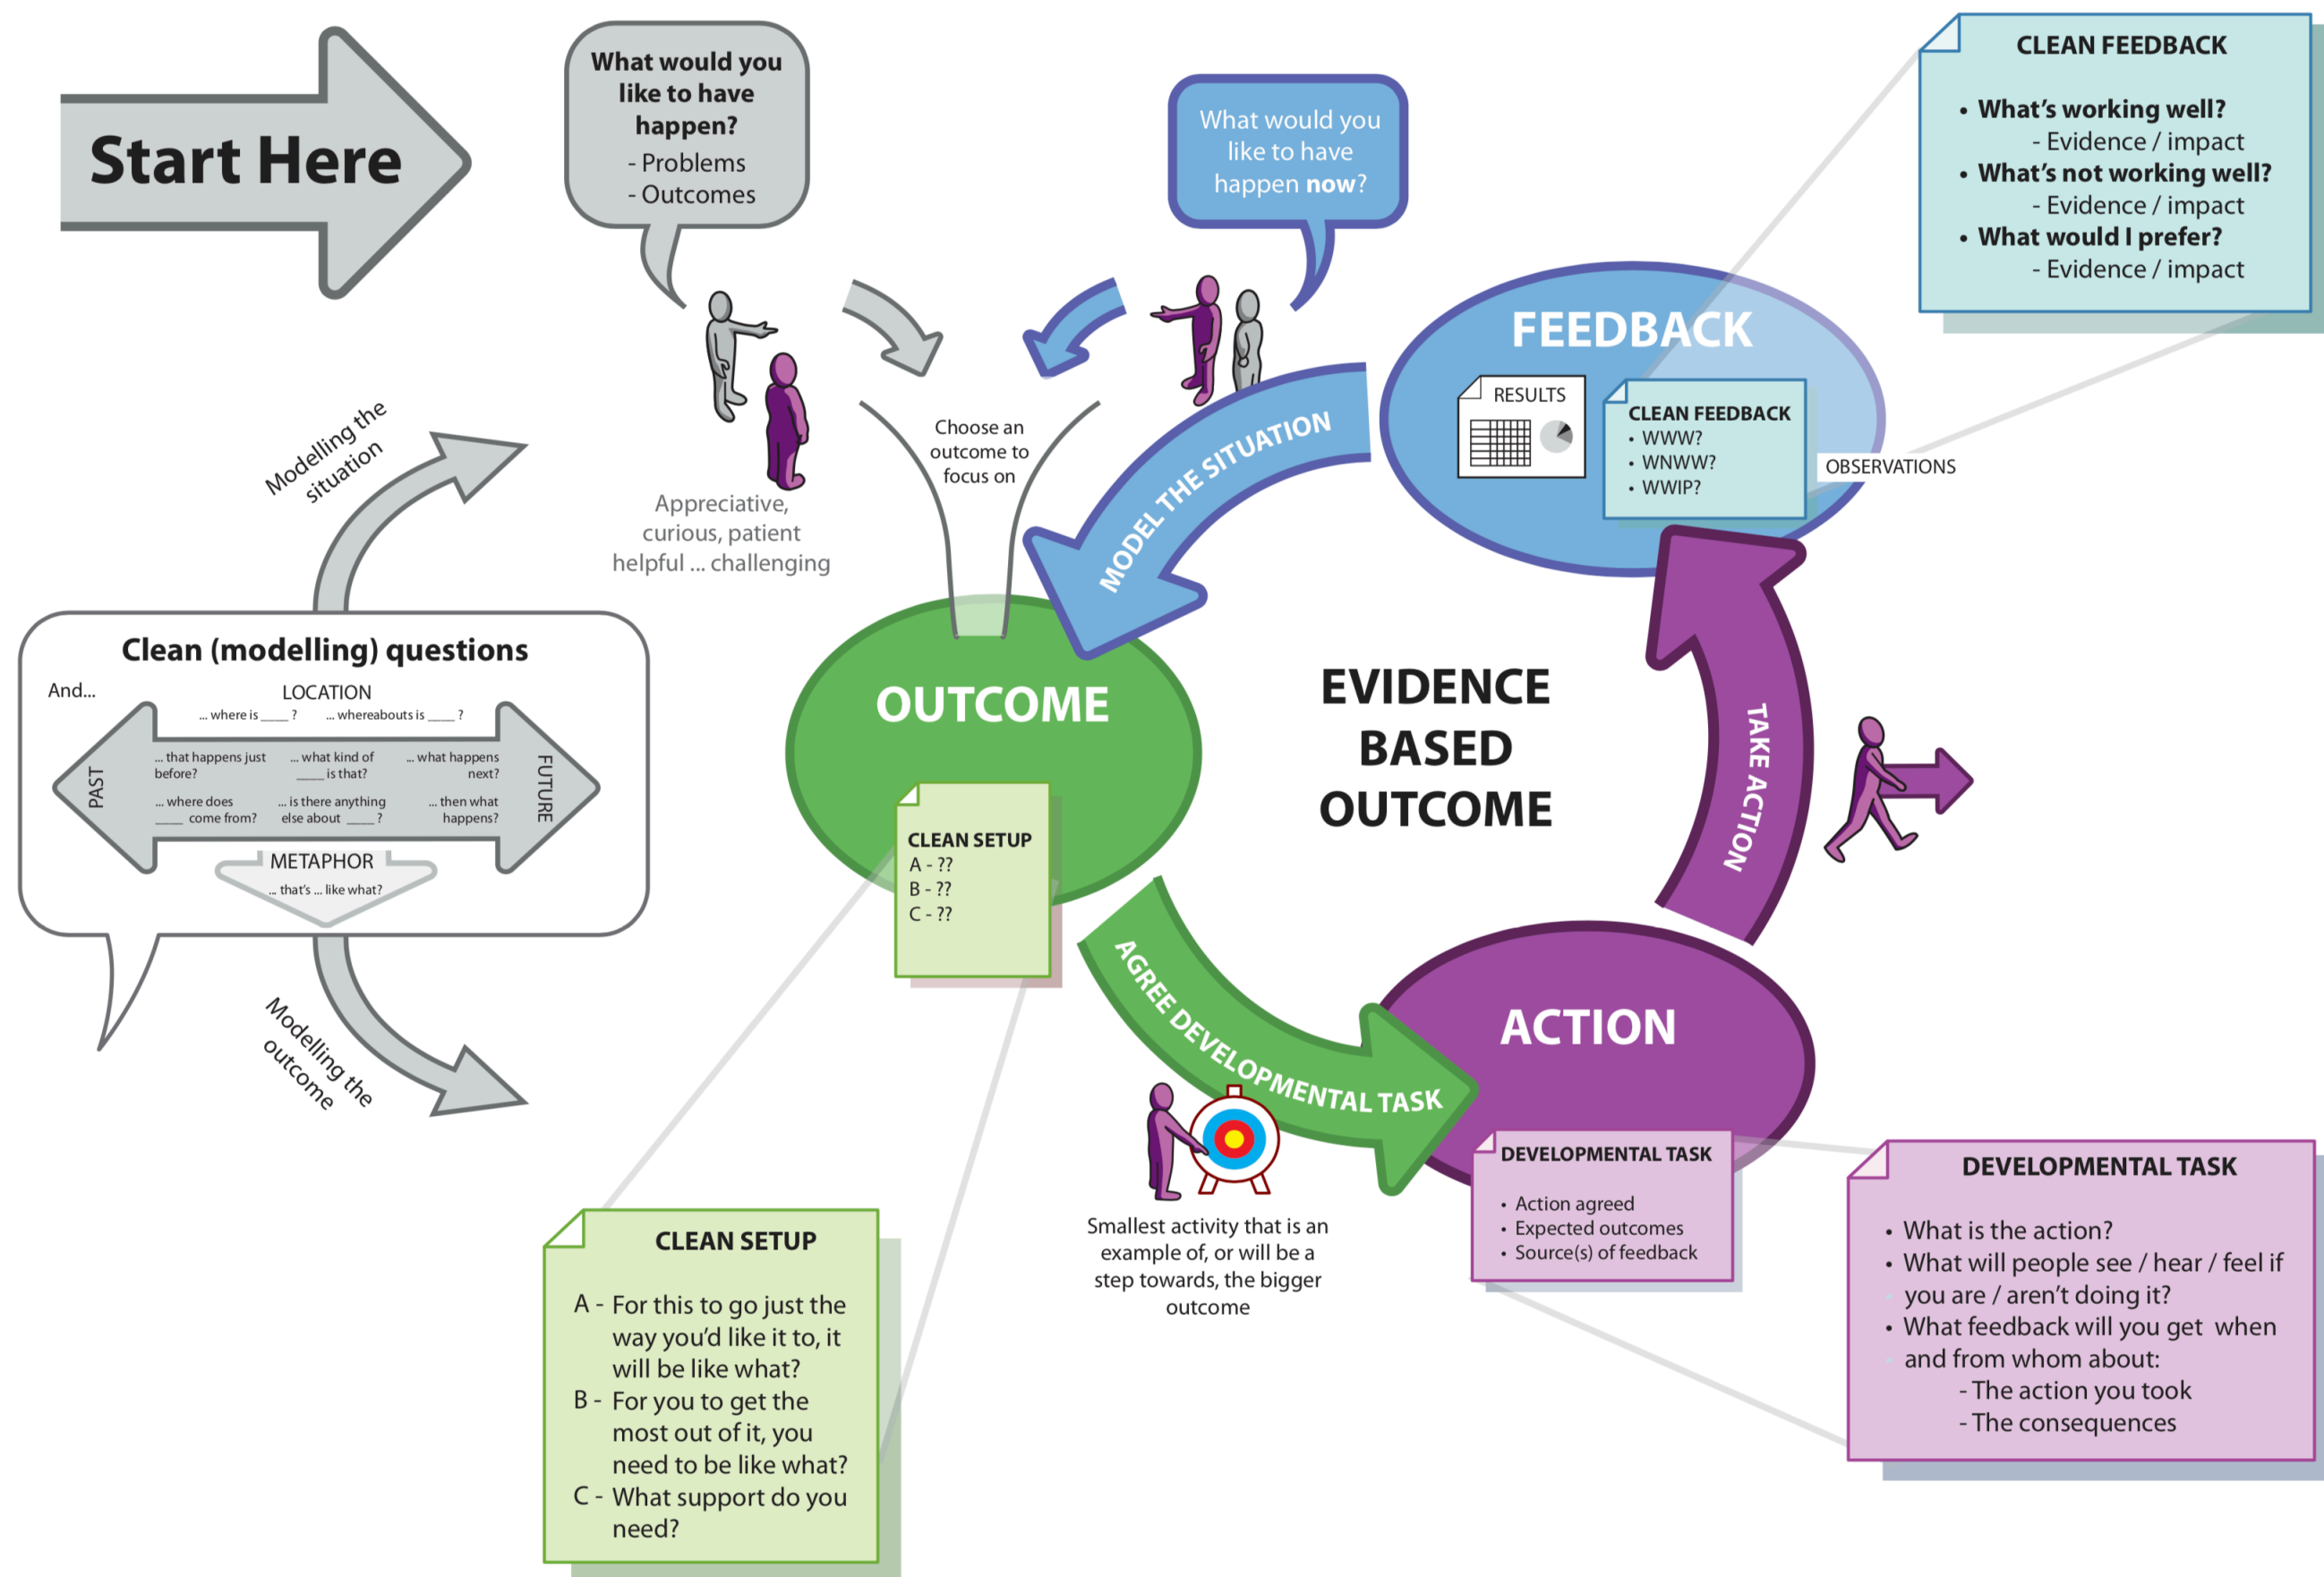 Start Here
What would you
like to have
happen?
- Problems
- Outcomes
What would you
like to have
happen now?
CLEAN FEEDBACK
• What's working well?
- Evidence / impact
• What's not working well?
- Evidence / impact
• What would I prefer?
- Evidence / impact
FEEDBACK
RESULTS
CLEAN FEEDBACK
• WWW?
• WNWW?
• WWIP?
OBSERVATIONS
Choose an
outcome to
focus on
MODEL THE SITUATION
Appreciative,
curious, patient
helpful ... challenging
Modelling the
situation
Clean (modelling) questions
And...
LOCATION
... where is ____ ? ... whereabouts is ____ ?
PAST
... that happens just
before?
... what kind of
____ is that?
... what happens
next?
... where does
____ come from?
... is there anything
else about ____ ?
... then what
happens?
FUTURE
METAPHOR
... that's ... like what?
Modelling the
outcome
OUTCOME
CLEAN SETUP
A - ??
B - ??
C - ??
EVIDENCE
BASED
OUTCOME
TAKE ACTION
AGREE DEVELOPMENTAL TASK
ACTION
DEVELOPMENTAL TASK
• Action agreed
• Expected outcomes
• Source(s) of feedback
Smallest activity that is an
example of, or will be a
step towards, the bigger
outcome
CLEAN SETUP
A - For this to go just the
way you'd like it to, it
will be like what?
B - For you to get the
most out of it, you
need to be like what?
C - What support do you
need?
DEVELOPMENTAL TASK
• What is the action?
• What will people see / hear / feel if
• you are / aren't doing it?
• What feedback will you get when
• and from whom about:
- The action you took
- The consequences